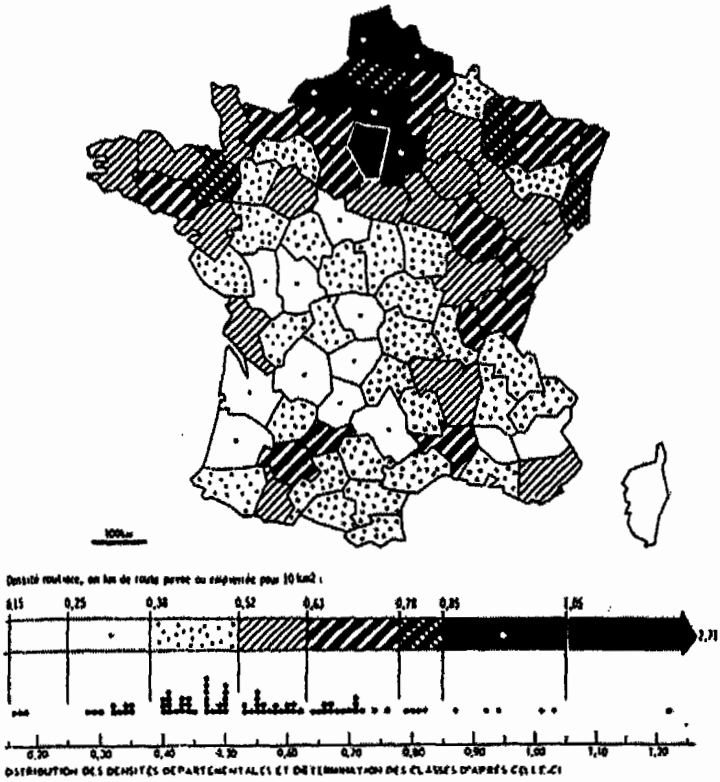 100km
Densité routière, en km de route pavée ou empierrée pour 10 km2 :
0,15 0,25 0,38 0,52 0,63 0,78 0,85 1,05
2,71
0,20 0,30 0,40 0,50 0,60 0,70 0,80 0,90 1,00 1,10 1,20
DISTRIBUTION DES DENSITÉS DÉPARTEMENTALES ET DÉTERMINATION DES CLASSES D'APRÈS CELLE-CI